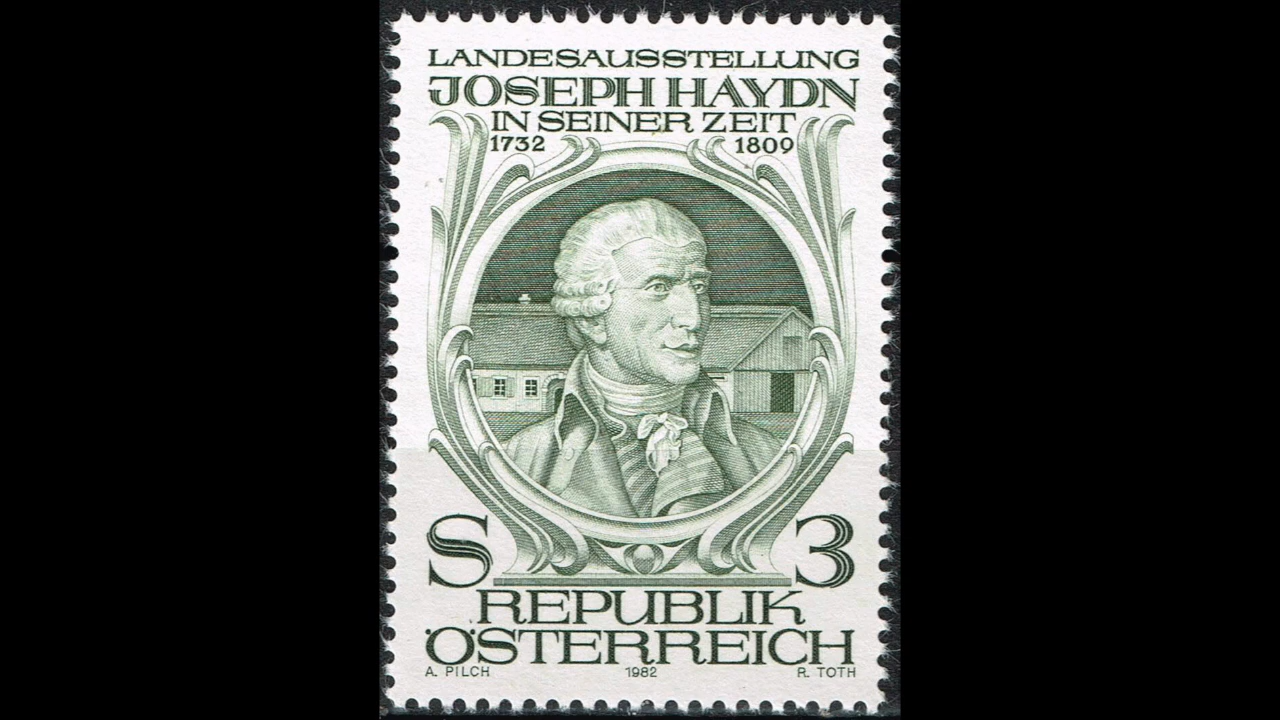 LANDESAUSSTELLUNG
JOSEPH HAYDN
IN SEINER ZEIT
1732 1809
S 3
REPUBLIK
ÖSTERREICH
A. PILCH 1982 R. TOTH